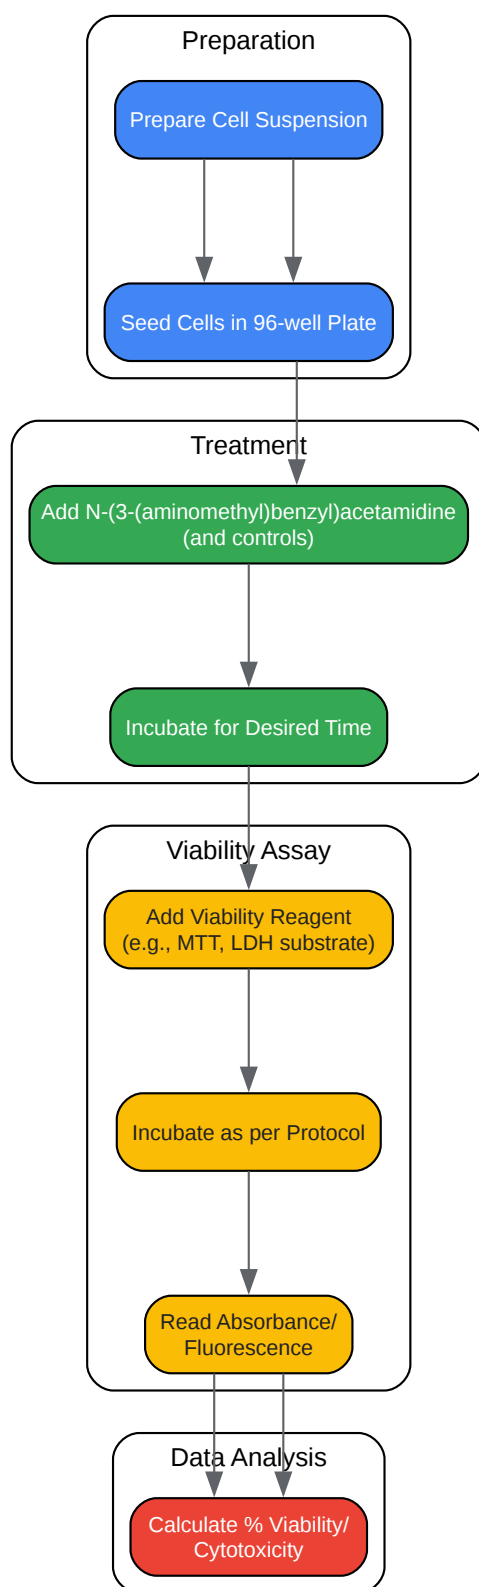 Preparation
Prepare Cell Suspension
Seed Cells in 96-well Plate
Treatment
Add N-(3-(aminomethyl)benzyl)acetamidine
(and controls)
Incubate for Desired Time
Viability Assay
Add Viability Reagent
(e.g., MTT, LDH substrate)
Incubate as per Protocol
Read Absorbance/
Fluorescence
Data Analysis
Calculate % Viability/
Cytotoxicity